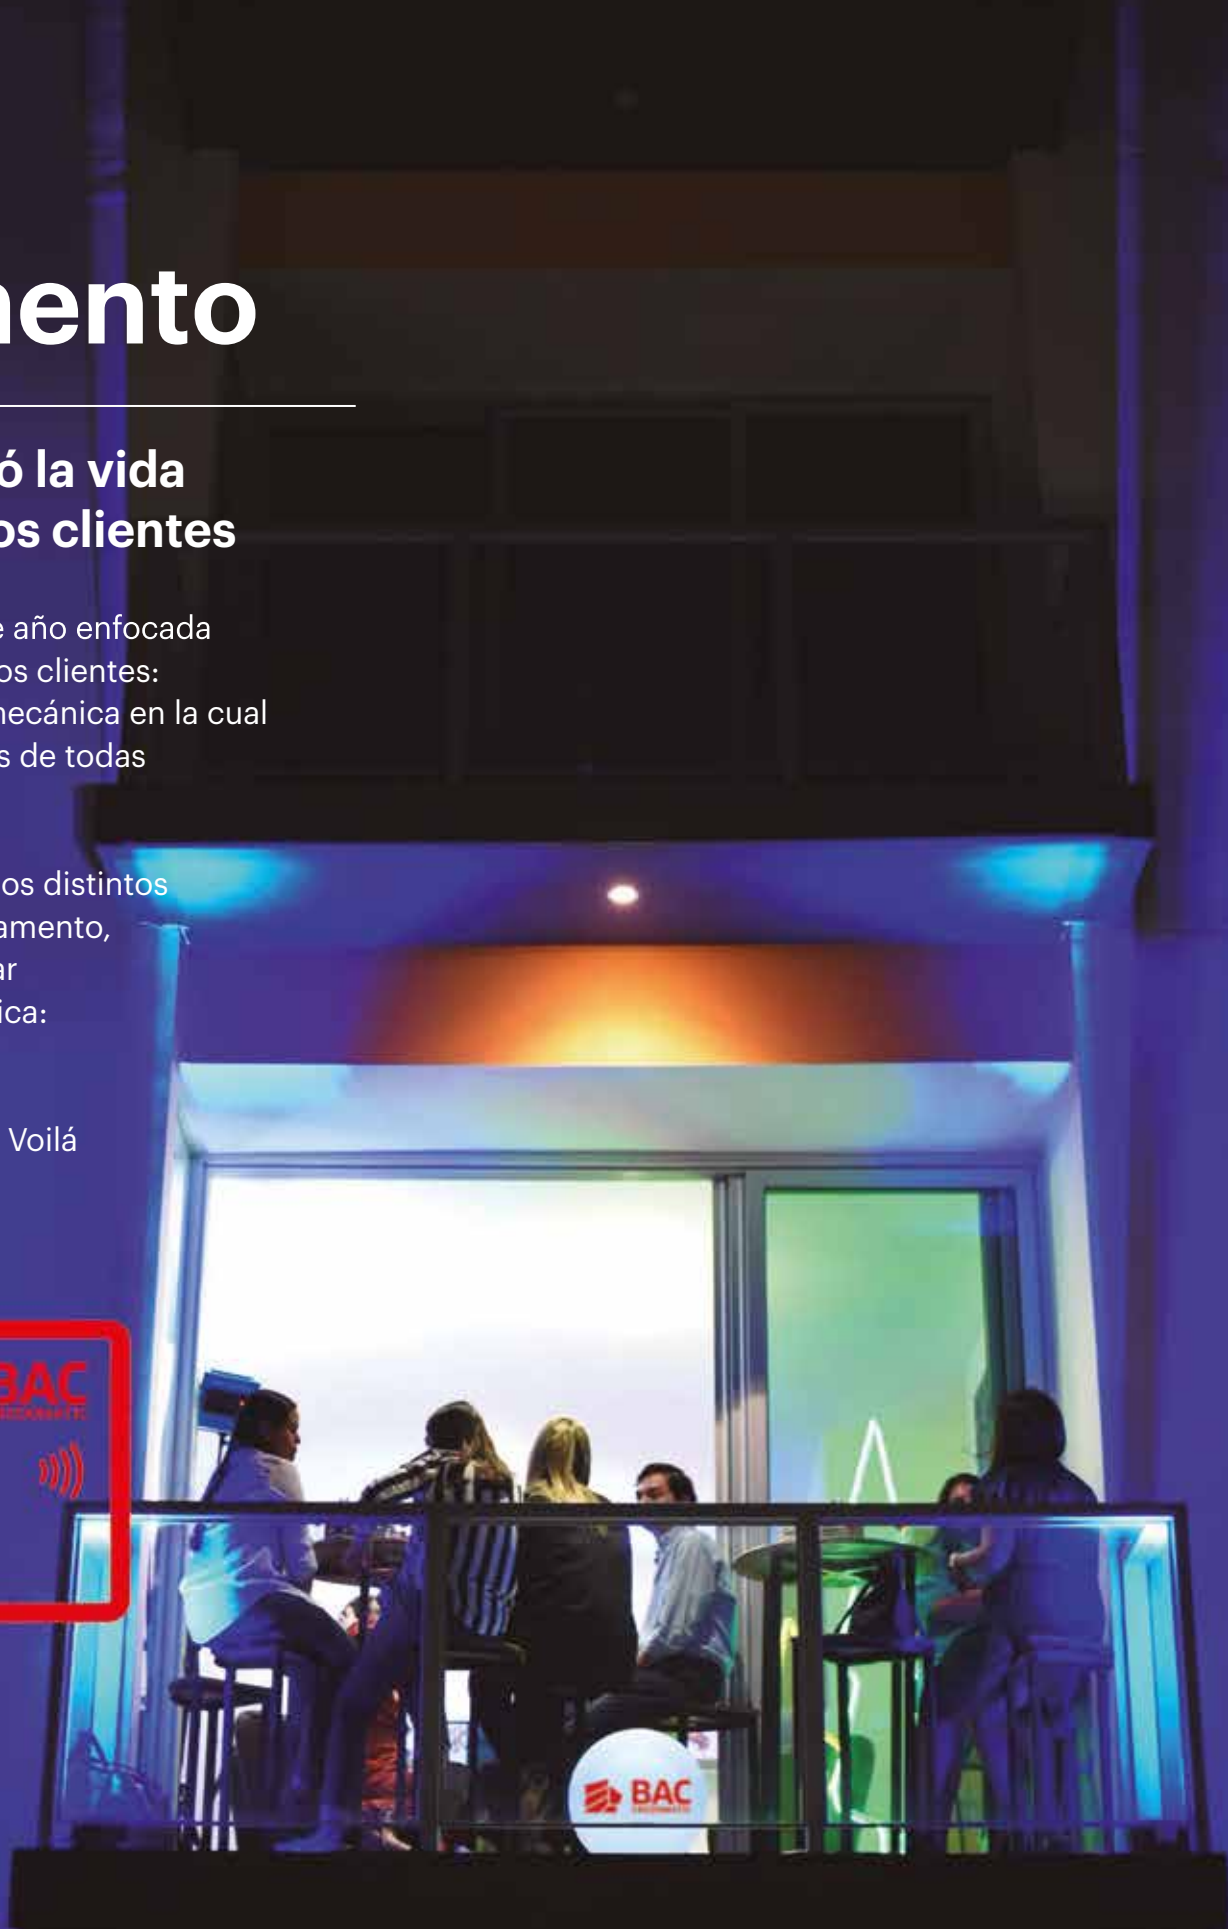 ento
ó la vida
os clientes
e año enfocada
os clientes:
mecánica en la cual
s de todas
os distintos
amento,
ar
ica:
Voilá
BAC
BAC